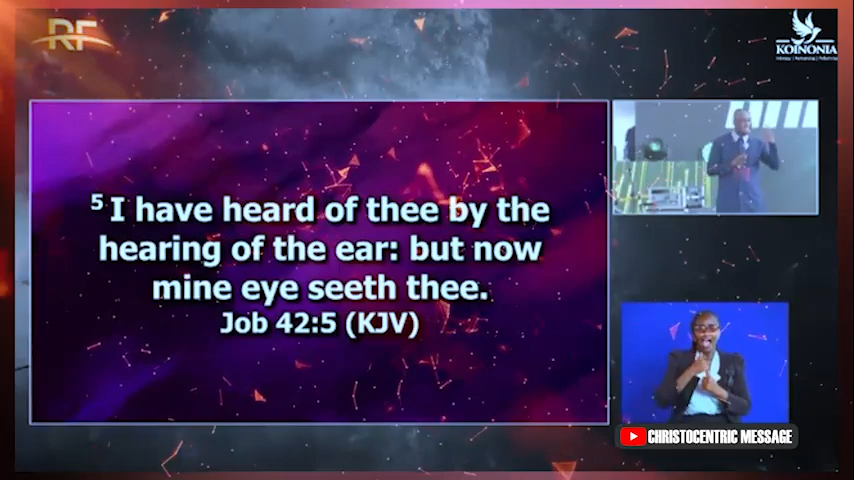 RF
KOINONIA
5 I have heard of thee by the
hearing of the ear: but now
mine eye seeth thee.
Job 42:5 (KJV)
CHRISTOCENTRIC MESSAGE